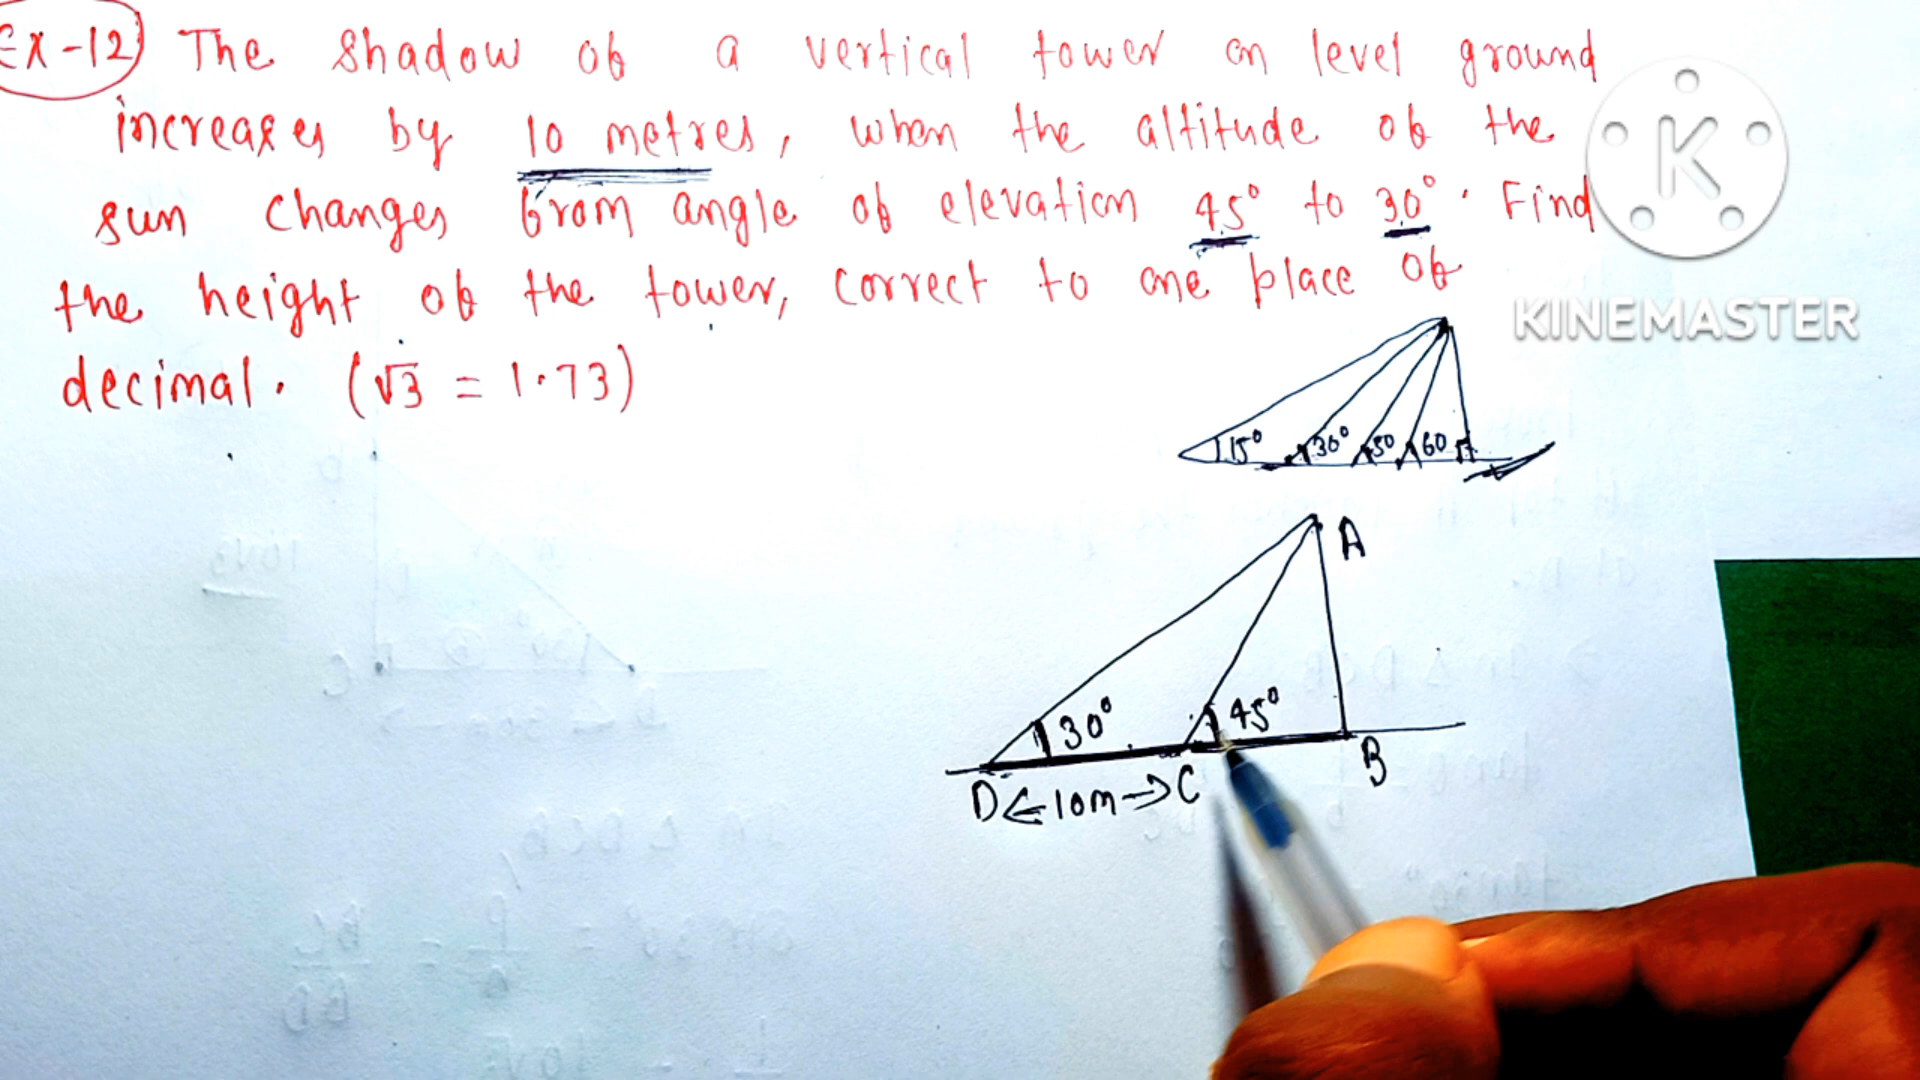 Ex-12) The shadow of a vertical tower on level ground
increases by 10 metres, when the altitude of the
sun changes from angle of elevation 45° to 30°. Find
the height of the tower, correct to one place of
decimal. (√3 = 1.73)
K
KINEMASTER
15° 30° 50 60
A
30° 45°
D ← 10m → C B